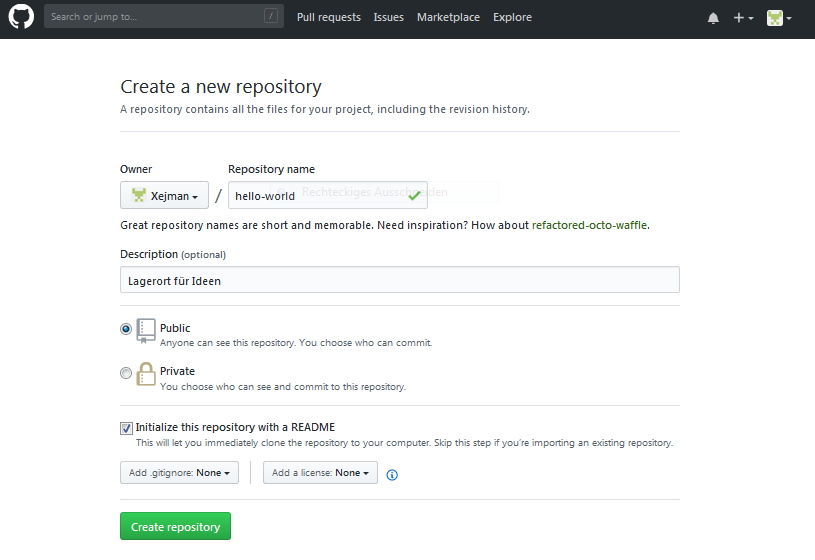 Search or jump to... /
Pull requests Issues Marketplace Explore
Create a new repository
A repository contains all the files for your project, including the revision history.
Owner Repository name
Xejman / hello-world
Rechteckiges Ausschneiden
Great repository names are short and memorable. Need inspiration? How about refactored-octo-waffle.
Description (optional)
Lagerort für Ideen
Public
Anyone can see this repository. You choose who can commit.
Private
You choose who can see and commit to this repository.
Initialize this repository with a README
This will let you immediately clone the repository to your computer. Skip this step if you're importing an existing repository.
Add .gitignore: None Add a license: None
Create repository